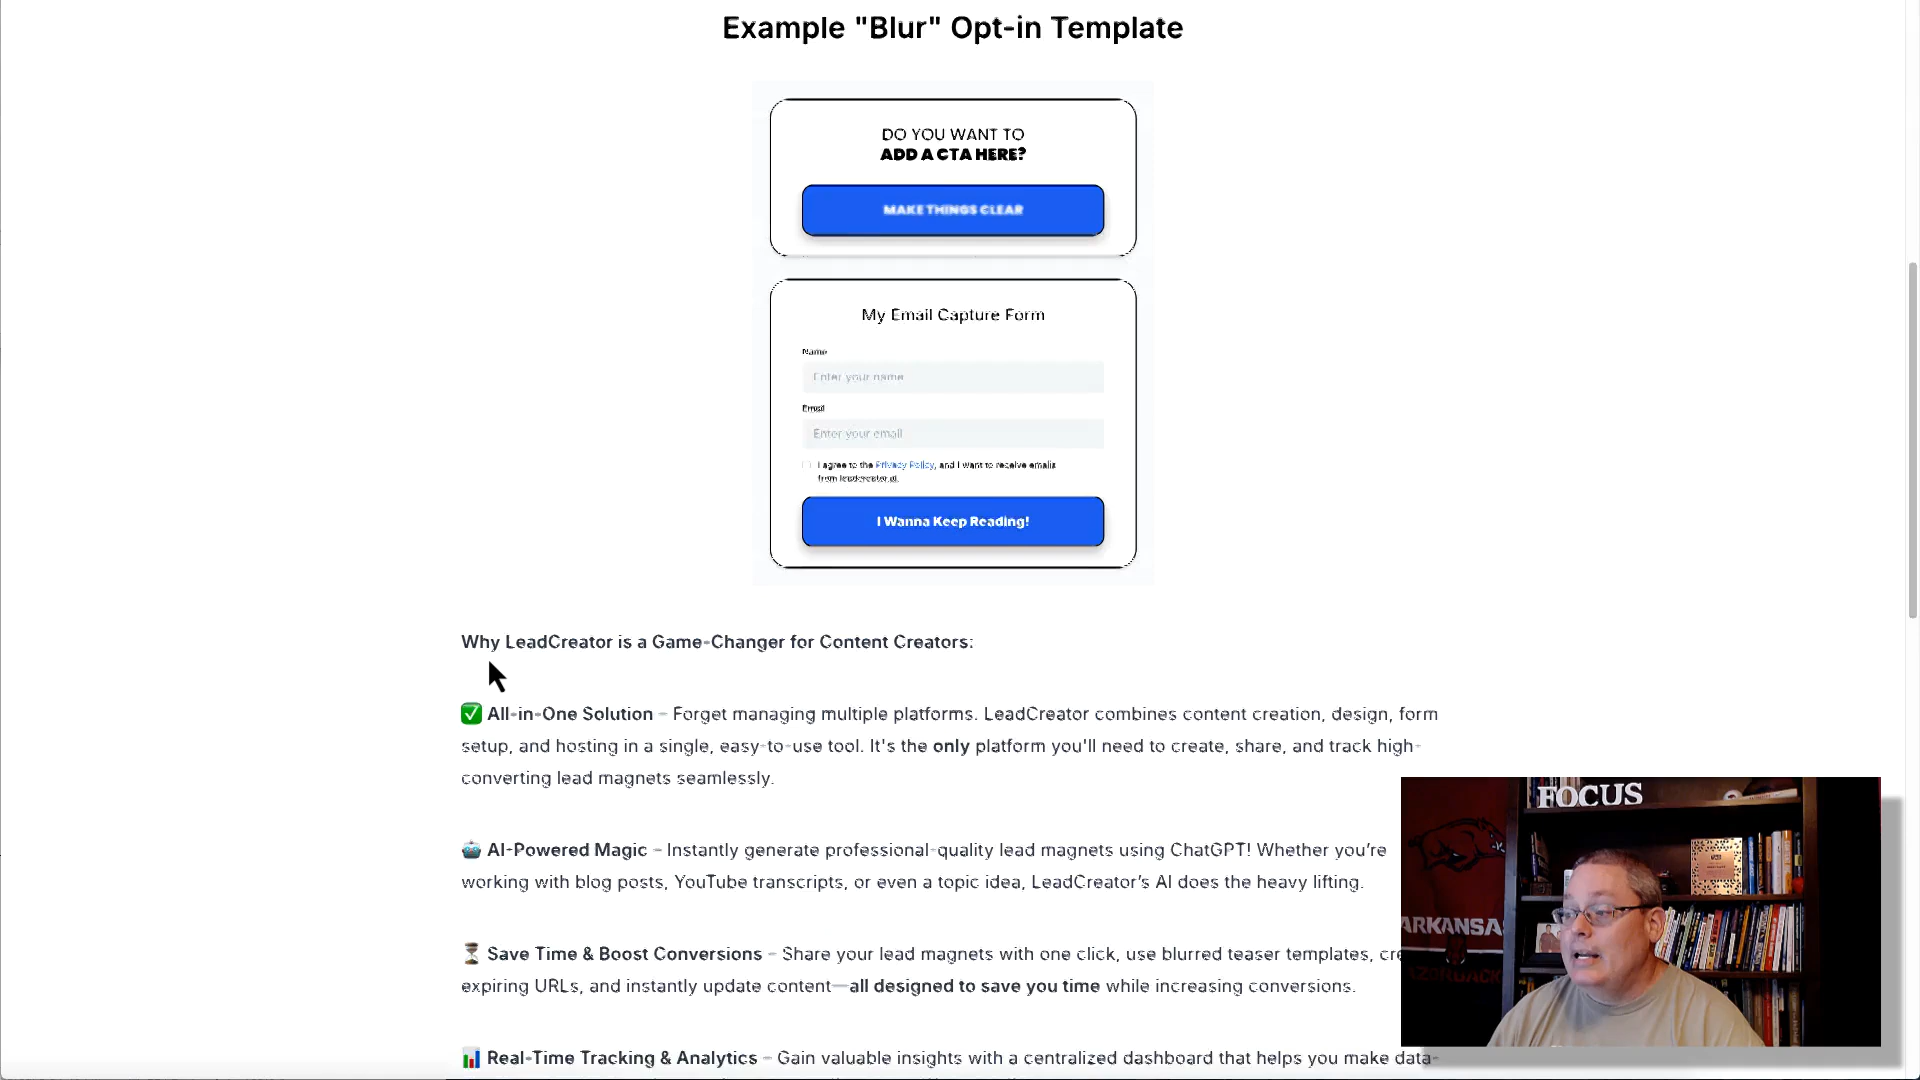 Example "Blur" Opt-in Template
DO YOU WANT TO
ADD A CTA HERE?
MAKE THINGS CLEAR
My Email Capture Form
Name
Enter your name
Email
Enter your email
I agree to the Privacy Policy, and I want to receive emails
from leadcreator.ai.
I Wanna Keep Reading!
Why LeadCreator is a Game-Changer for Content Creators:
✅ All-in-One Solution – Forget managing multiple platforms. LeadCreator combines content creation, design, form
setup, and hosting in a single, easy-to-use tool. It's the only platform you'll need to create, share, and track high-
converting lead magnets seamlessly.
🤖 AI-Powered Magic – Instantly generate professional-quality lead magnets using ChatGPT! Whether you’re
working with blog posts, YouTube transcripts, or even a topic idea, LeadCreator’s AI does the heavy lifting.
⏳ Save Time & Boost Conversions – Share your lead magnets with one click, use blurred teaser templates, cre
expiring URLs, and instantly update content—all designed to save you time while increasing conversions.
📊 Real-Time Tracking & Analytics – Gain valuable insights with a centralized dashboard that helps you make data-
FOCUS
ARKANSAS